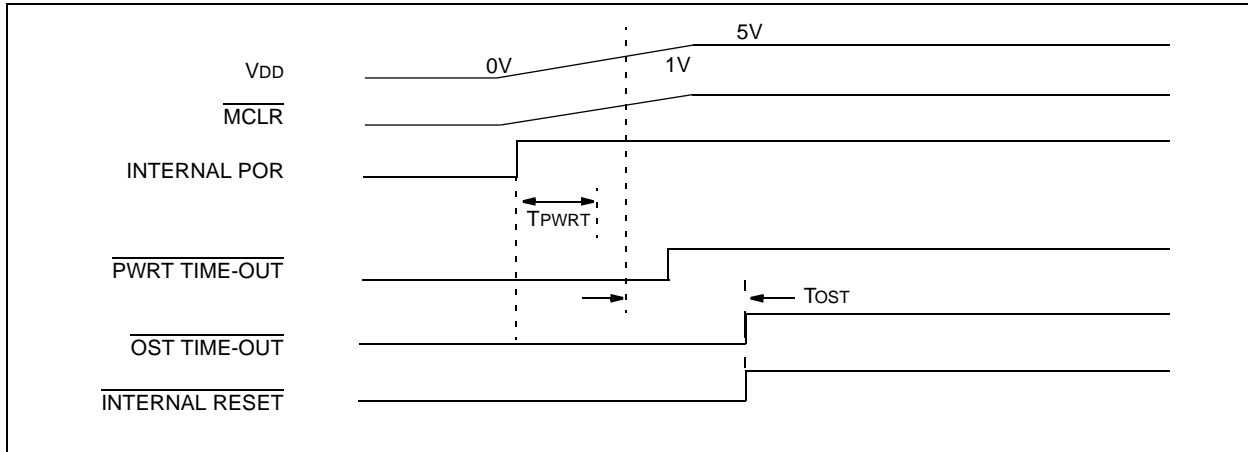 5V
VDD 0V 1V
MCLR
INTERNAL POR
TPWRT
PWRT TIME-OUT
TOST
OST TIME-OUT
INTERNAL RESET